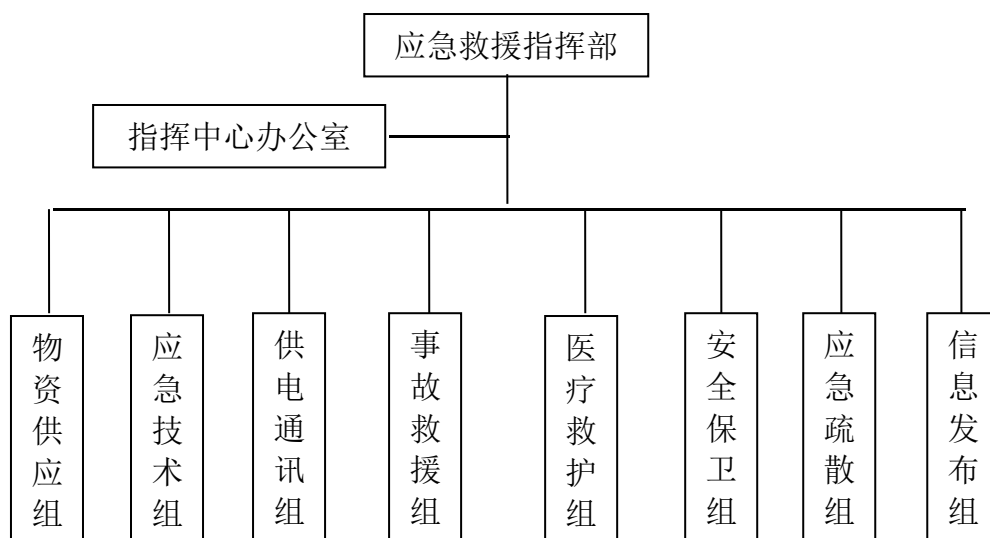 应急救援指挥部
指挥中心办公室
物资供应组
应急技术组
供电通讯组
事故救援组
医疗救护组
安全保卫组
应急疏散组
信息发布组